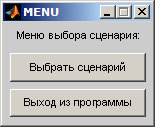 MENU
Меню выбора сценария:
Выбрать сценарий
Выход из программы